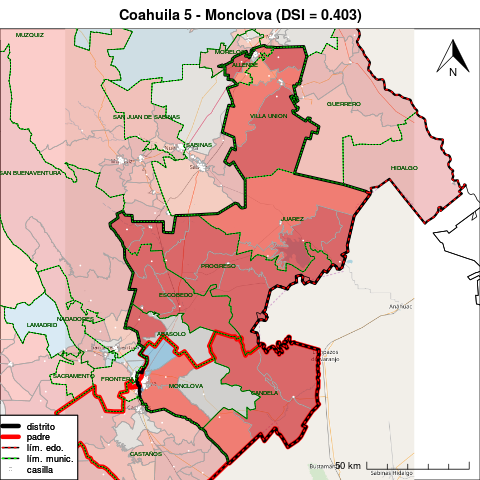 Coahuila 5 - Monclova (DSI = 0.403)
MUZQUIZ
MORELOS
ALLENDE
N
GUERRERO
SAN JUAN DE SABINAS
VILLA UNION
SABINAS
HIDALGO
SAN BUENAVENTURA
JUAREZ
PROGRESO
ESCOBEDO
Anáhuac
NADADORES
LAMADRID
ABASOLO
SACRAMENTO
FRONTERA
MONCLOVA
CANDELA
CASTAÑOS
distrito
padre
lím. edo.
lím. munic.
casilla
Bustamante
50 km
Sabinas Hidalgo